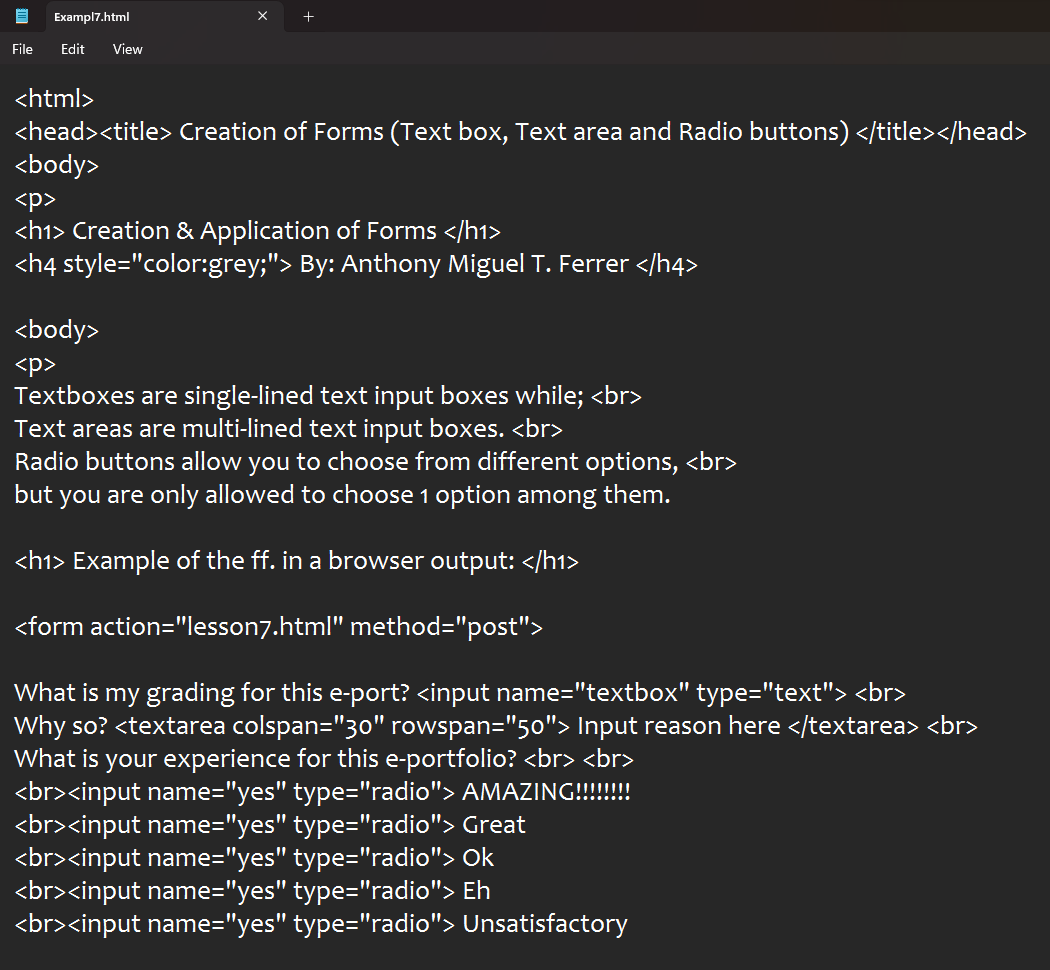 Exampl7.html
File Edit View
<html>
<head><title> Creation of Forms (Text box, Text area and Radio buttons) </title></head>
<body>
<p>
<h1> Creation & Application of Forms </h1>
<h4 style="color:grey;"> By: Anthony Miguel T. Ferrer </h4>
<body>
<p>
Textboxes are single-lined text input boxes while; <br>
Text areas are multi-lined text input boxes. <br>
Radio buttons allow you to choose from different options, <br>
but you are only allowed to choose 1 option among them.
<h1> Example of the ff. in a browser output: </h1>
<form action="lesson7.html" method="post">
What is my grading for this e-port? <input name="textbox" type="text"> <br>
Why so? <textarea colspan="30" rowspan="50"> Input reason here </textarea> <br>
What is your experience for this e-portfolio? <br> <br>
<br><input name="yes" type="radio"> AMAZING!!!!!!!!
<br><input name="yes" type="radio"> Great
<br><input name="yes" type="radio"> Ok
<br><input name="yes" type="radio"> Eh
<br><input name="yes" type="radio"> Unsatisfactory